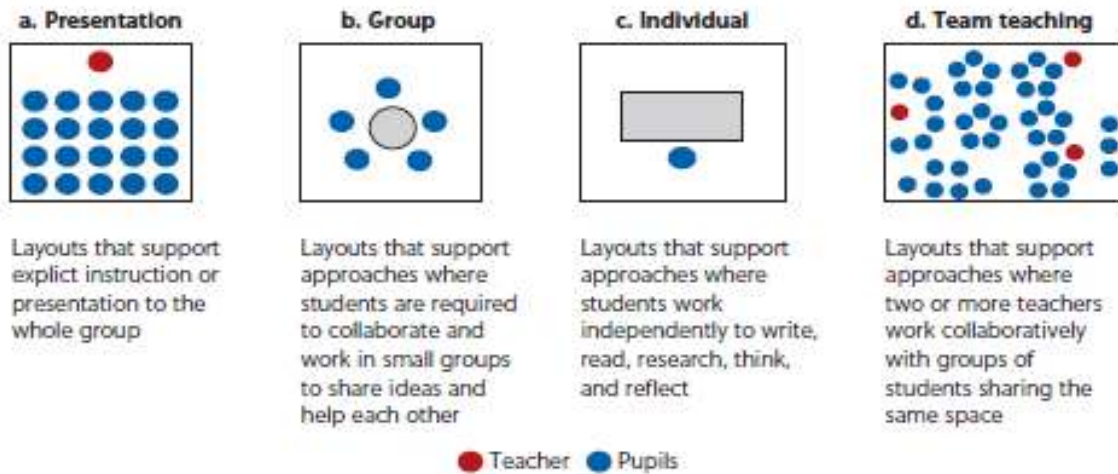 a. Presentation
b. Group
c. Individual
d. Team teaching
Layouts that support
explict instruction or
presentation to the
whole group
Layouts that support
approaches where
students are required
to collaborate and
work in small groups
to share ideas and
help each other
Layouts that support
approaches where
students work
independently to write,
read, research, think,
and reflect
Layouts that support
approaches where
two or more teachers
work collaboratively
with groups of
students sharing the
same space
Teacher Pupils